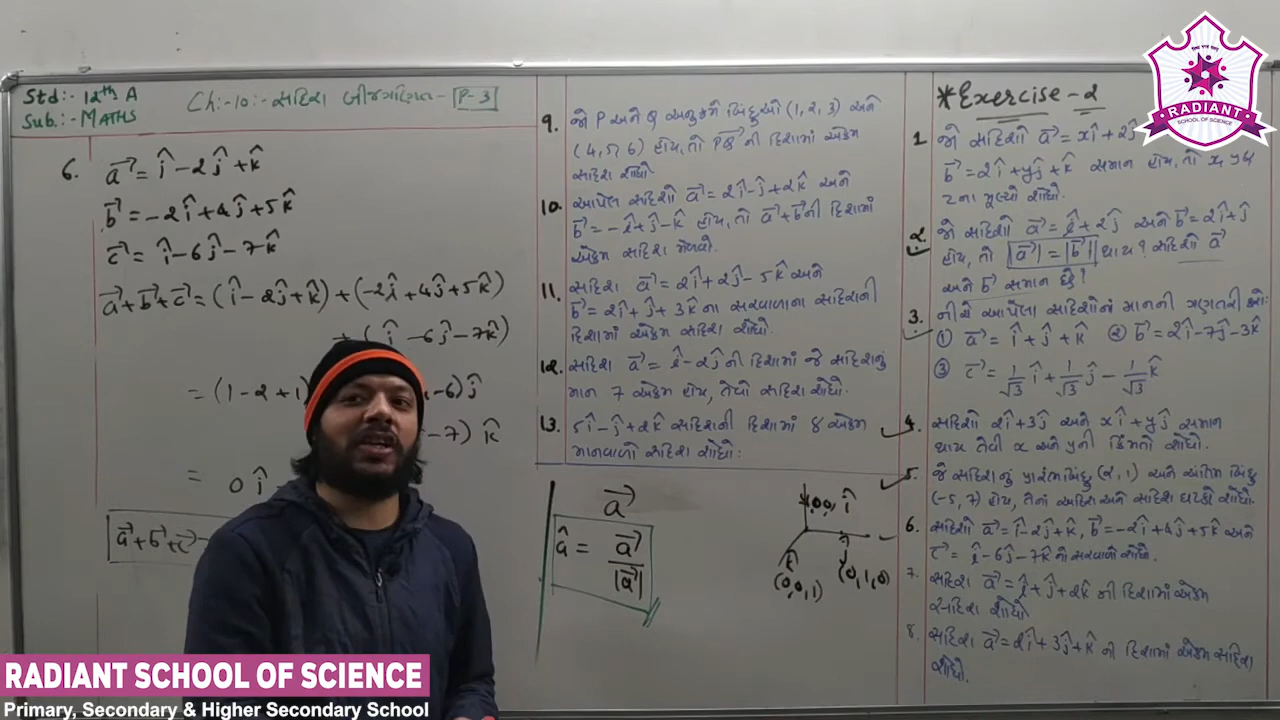 Std:- 12th A
Sub:- MATHS
Ch:-10:- સદિશ બીજગણિત- P-3
6. a⃗ = î - 2ĵ + k̂
b⃗ = -2î + 4ĵ + 5k̂
c⃗ = î - 6ĵ - 7k̂
a⃗ + b⃗ + c⃗ = (î - 2ĵ + k̂) + (-2î + 4ĵ + 5k̂)
î - 6ĵ - 7k̂)
= (1 - 2 + 1)
-6)ĵ
-7) k̂
= 0î
a⃗ + b⃗ + c⃗
9. જો P અને Q અનુક્રમે બિંદુઓ (1, 2, 3) અને
(4, 5, 6) હોય, તો PQ⃗ ની દિશામાં એકમ
સદિશ શોધો
10. આપેલ સદિશો a⃗ = 2î - ĵ + 2k̂ અને
b⃗ = -î + ĵ - k̂ હોય, તો a⃗ + b⃗ ની દિશામાં
એકમ સદિશ મેળવો.
11. સદિશ a⃗ = 2î + 2ĵ - 5k̂ અને
b⃗ = 2î + ĵ + 3k̂ ના સરવાળાના સદિશની
દિશામાં એકમ સદિશ શોધો.
12. સદિશ a⃗ = î - 2ĵ ની દિશામાં જે સદિશનું
માન 7 એકમ હોય, તેવો સદિશ શોધો.
13. 5î - ĵ + 2k̂ સદિશની દિશામાં 8 એકમ
માનવાળો સદિશ શોધો:
a⃗
â = a⃗ / |a⃗|
0,0, î
(0,0,1)
(0,1,0)
*Exercise-2
1 જો સદિશો a⃗ = xî + 2ĵ
b⃗ = 2î + yĵ + k̂ સમાન હોય, તો x, y અને
zના મૂલ્યો શોધો.
2. જો સદિશો a⃗ = î + 2ĵ અને b⃗ = 2î + ĵ
હોય, તો |a⃗| = |b⃗| થાય? સદિશો a⃗
અને b⃗ સમાન છે?
3. નીચે આપેલા સદિશોનાં માનની ગણતરી કરો:
① a⃗ = î + ĵ + k̂ ② b⃗ = 2î - 7ĵ - 3k̂
③ c⃗ = 1/√3 î + 1/√3 ĵ - 1/√3 k̂
4. સદિશો 2î + 3ĵ અને xî + yĵ સમાન
થાય તેવી x અને yની કિંમતો શોધો.
5. જે સદિશનું પ્રારંભબિંદુ (2, 1) અને અંતિમ બિંદુ
(-5, 7) હોય, તેનાં અદિશ અને સદિશ ઘટકો શોધો.
6. સદિશો a⃗ = î - 2ĵ + k̂, b⃗ = -2î + 4ĵ + 5k̂ અને
c⃗ = î - 6ĵ - 7k̂ નો સરવાળો શોધો.
7. સદિશ a⃗ = î + ĵ + 2k̂ ની દિશામાં એકમ
સદિશ શોધો
8. સદિશ a⃗ = 2î + 3ĵ + k̂ ની દિશામાં એકમ સદિશ
શોધો.
RADIANT
SCHOOL OF SCIENCE
RADIANT SCHOOL OF SCIENCE
Primary, Secondary & Higher Secondary School